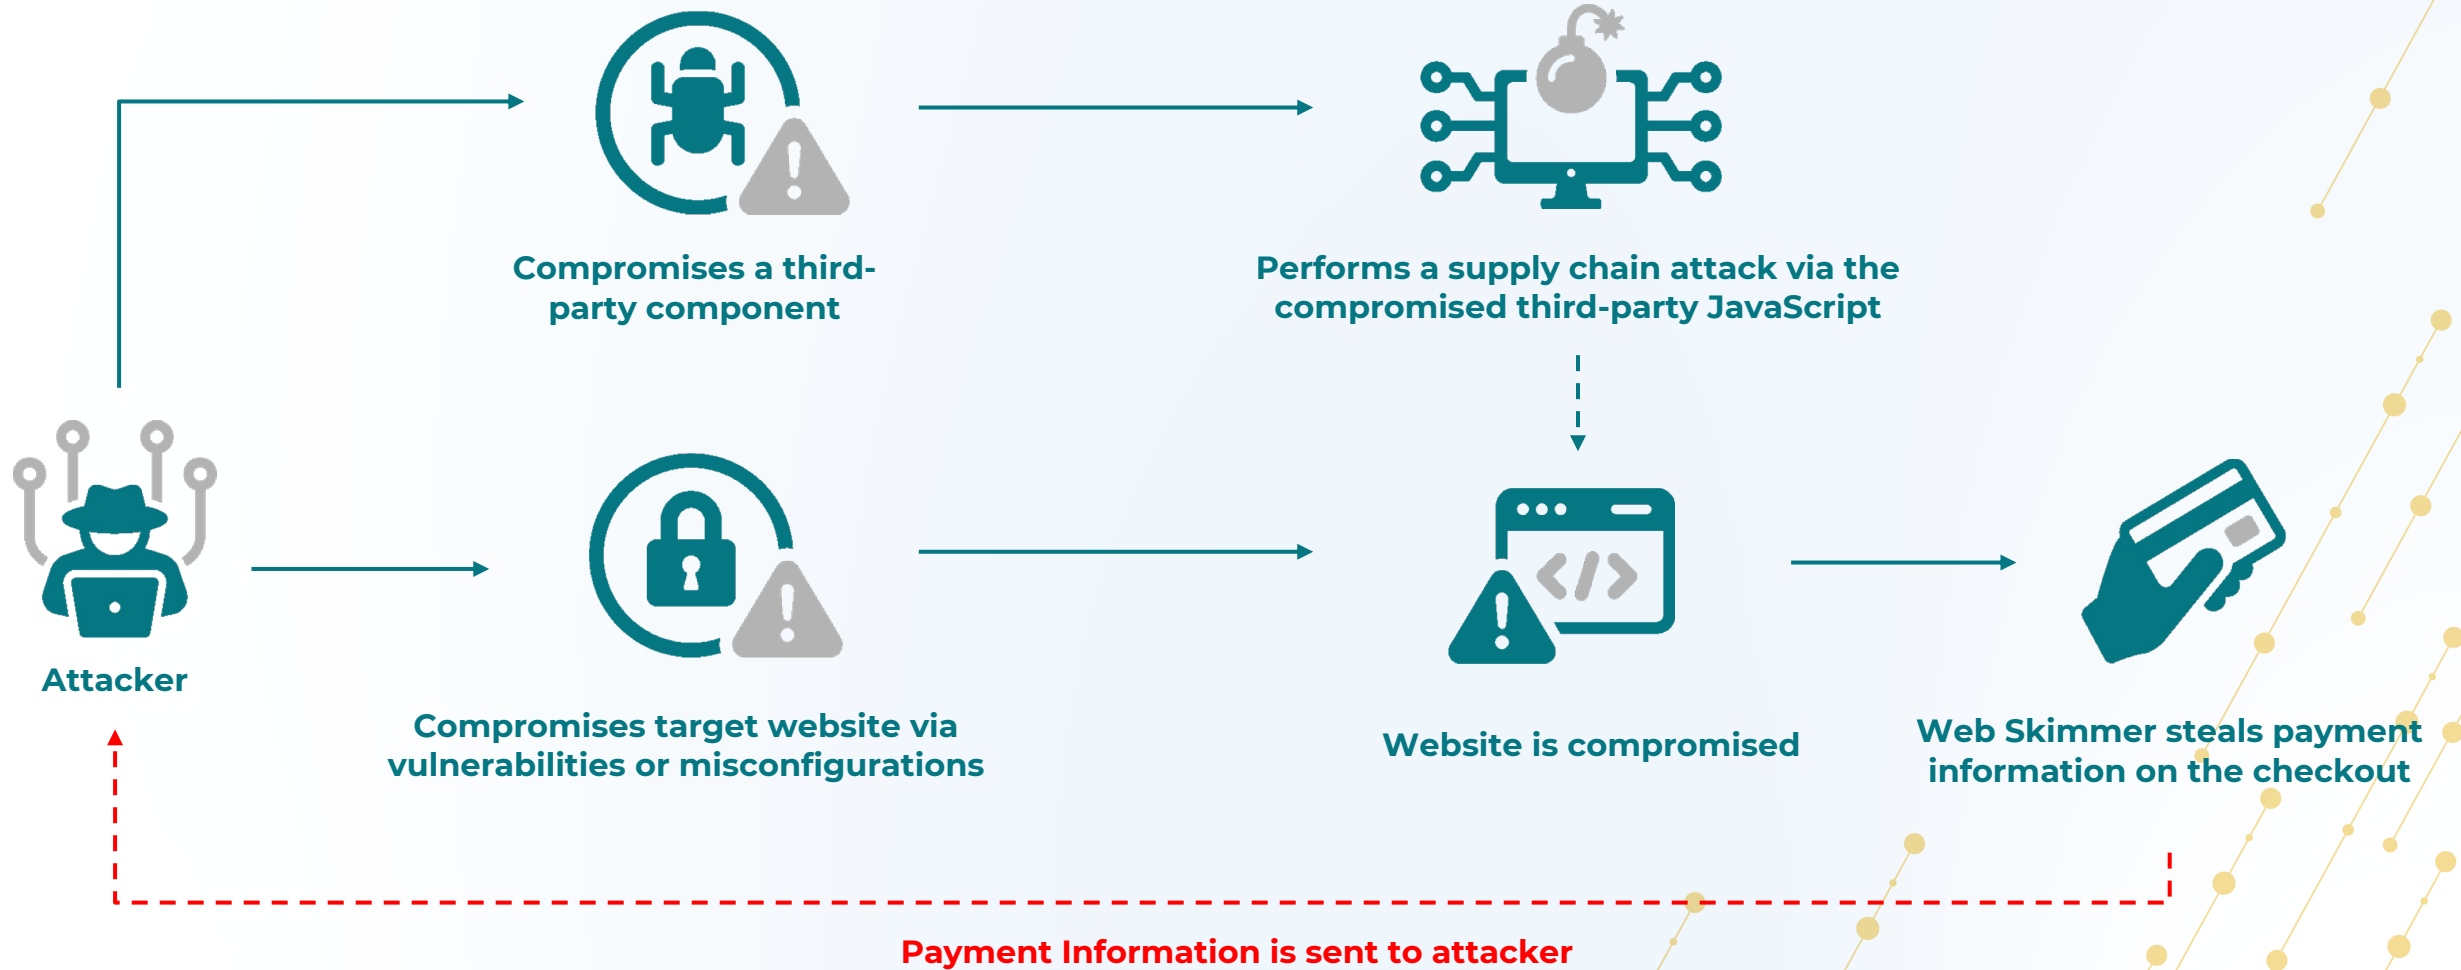 Compromises a third-
party component
Performs a supply chain attack via the
compromised third-party JavaScript
Attacker
Compromises target website via
vulnerabilities or misconfigurations
Website is compromised
Web Skimmer steals payment
information on the checkout
Payment Information is sent to attacker